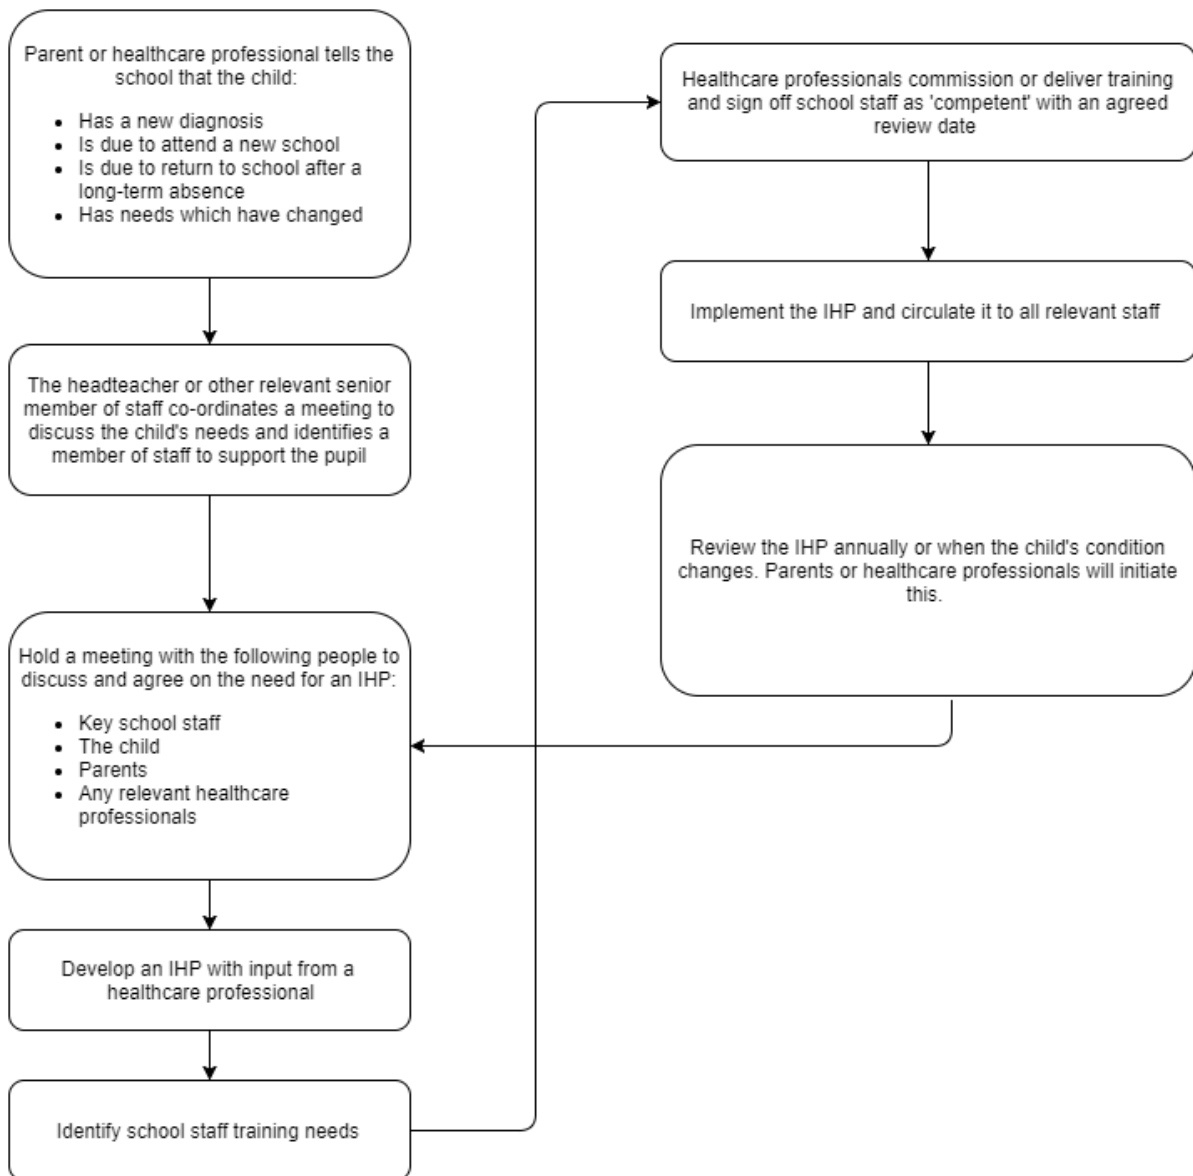 Parent or healthcare professional tells the
school that the child:
• Has a new diagnosis
• Is due to attend a new school
• Is due to return to school after a
long-term absence
• Has needs which have changed
The headteacher or other relevant senior
member of staff co-ordinates a meeting to
discuss the child's needs and identifies a
member of staff to support the pupil
Hold a meeting with the following people to
discuss and agree on the need for an IHP:
• Key school staff
• The child
• Parents
• Any relevant healthcare
professionals
Develop an IHP with input from a
healthcare professional
Identify school staff training needs
Healthcare professionals commission or deliver training
and sign off school staff as 'competent' with an agreed
review date
Implement the IHP and circulate it to all relevant staff
Review the IHP annually or when the child's condition
changes. Parents or healthcare professionals will initiate
this.